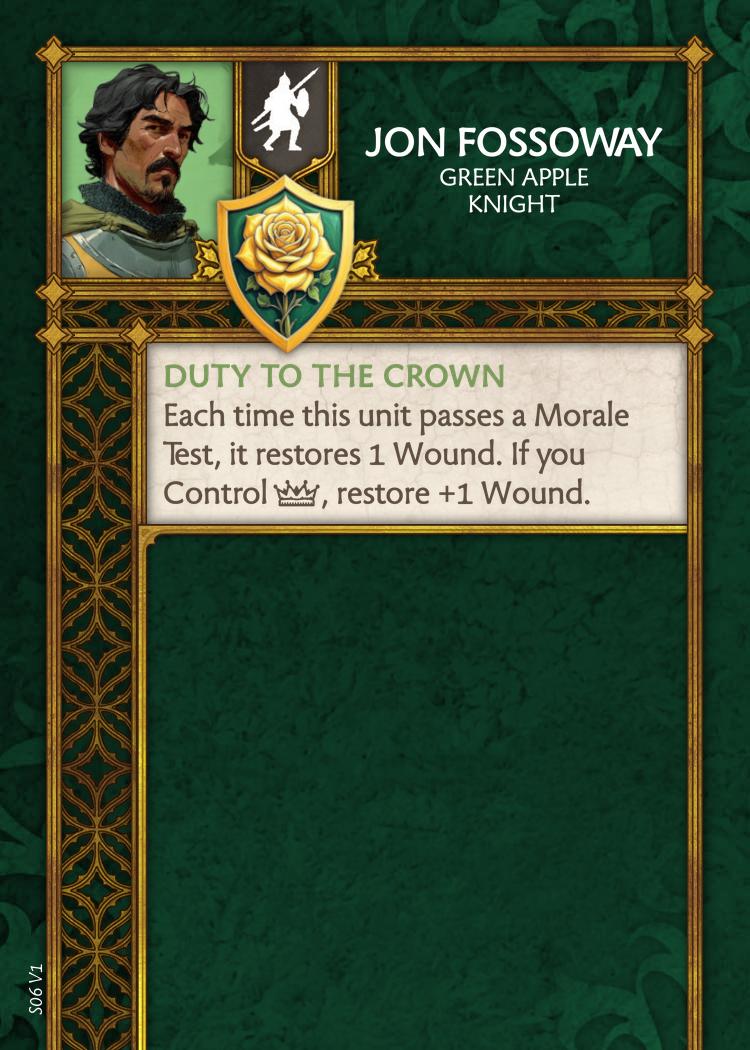 JON FOSSOWAY
GREEN APPLE
KNIGHT
DUTY TO THE CROWN
Each time this unit passes a Morale
Test, it restores 1 Wound. If you
Control , restore +1 Wound.
S06 V1